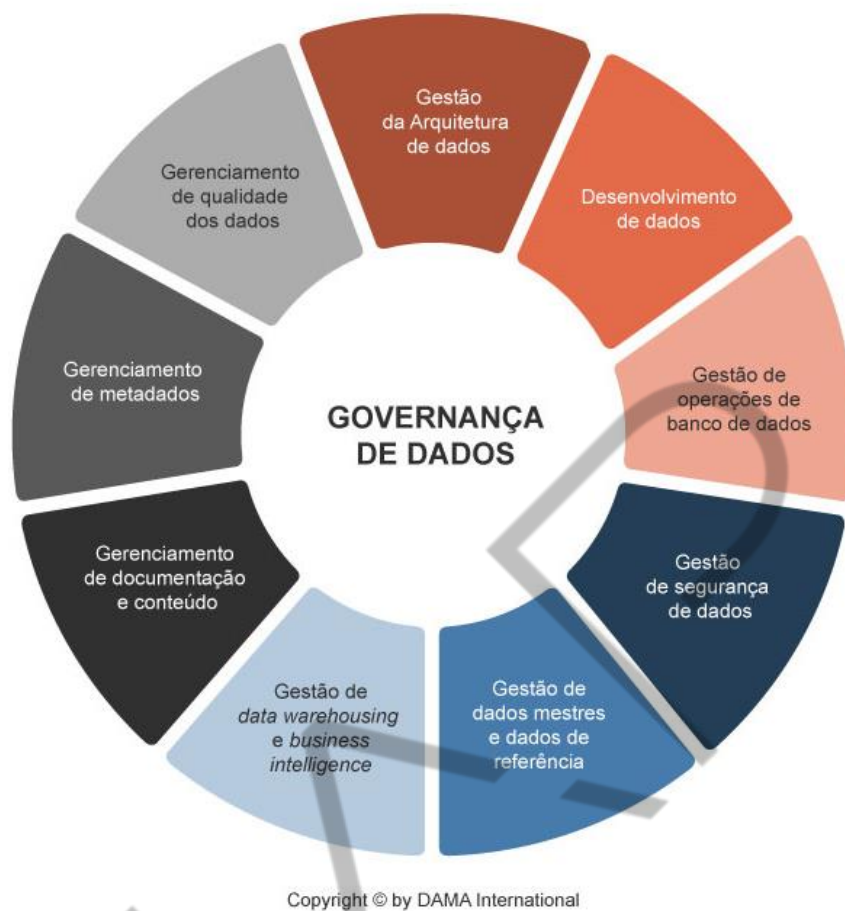 Gestão
da Arquitetura
de dados
Desenvolvimento
de dados
Gestão de
operações de
banco de dados
Gestão
de segurança
de dados
Gestão de
dados mestres
e dados de
referência
Gestão de
data warehousing
e business
intelligence
Gerenciamento
de documentação
e conteúdo
Gerenciamento
de metadados
Gerenciamento
de qualidade
dos dados
GOVERNANÇA
DE DADOS
Copyright © by DAMA International